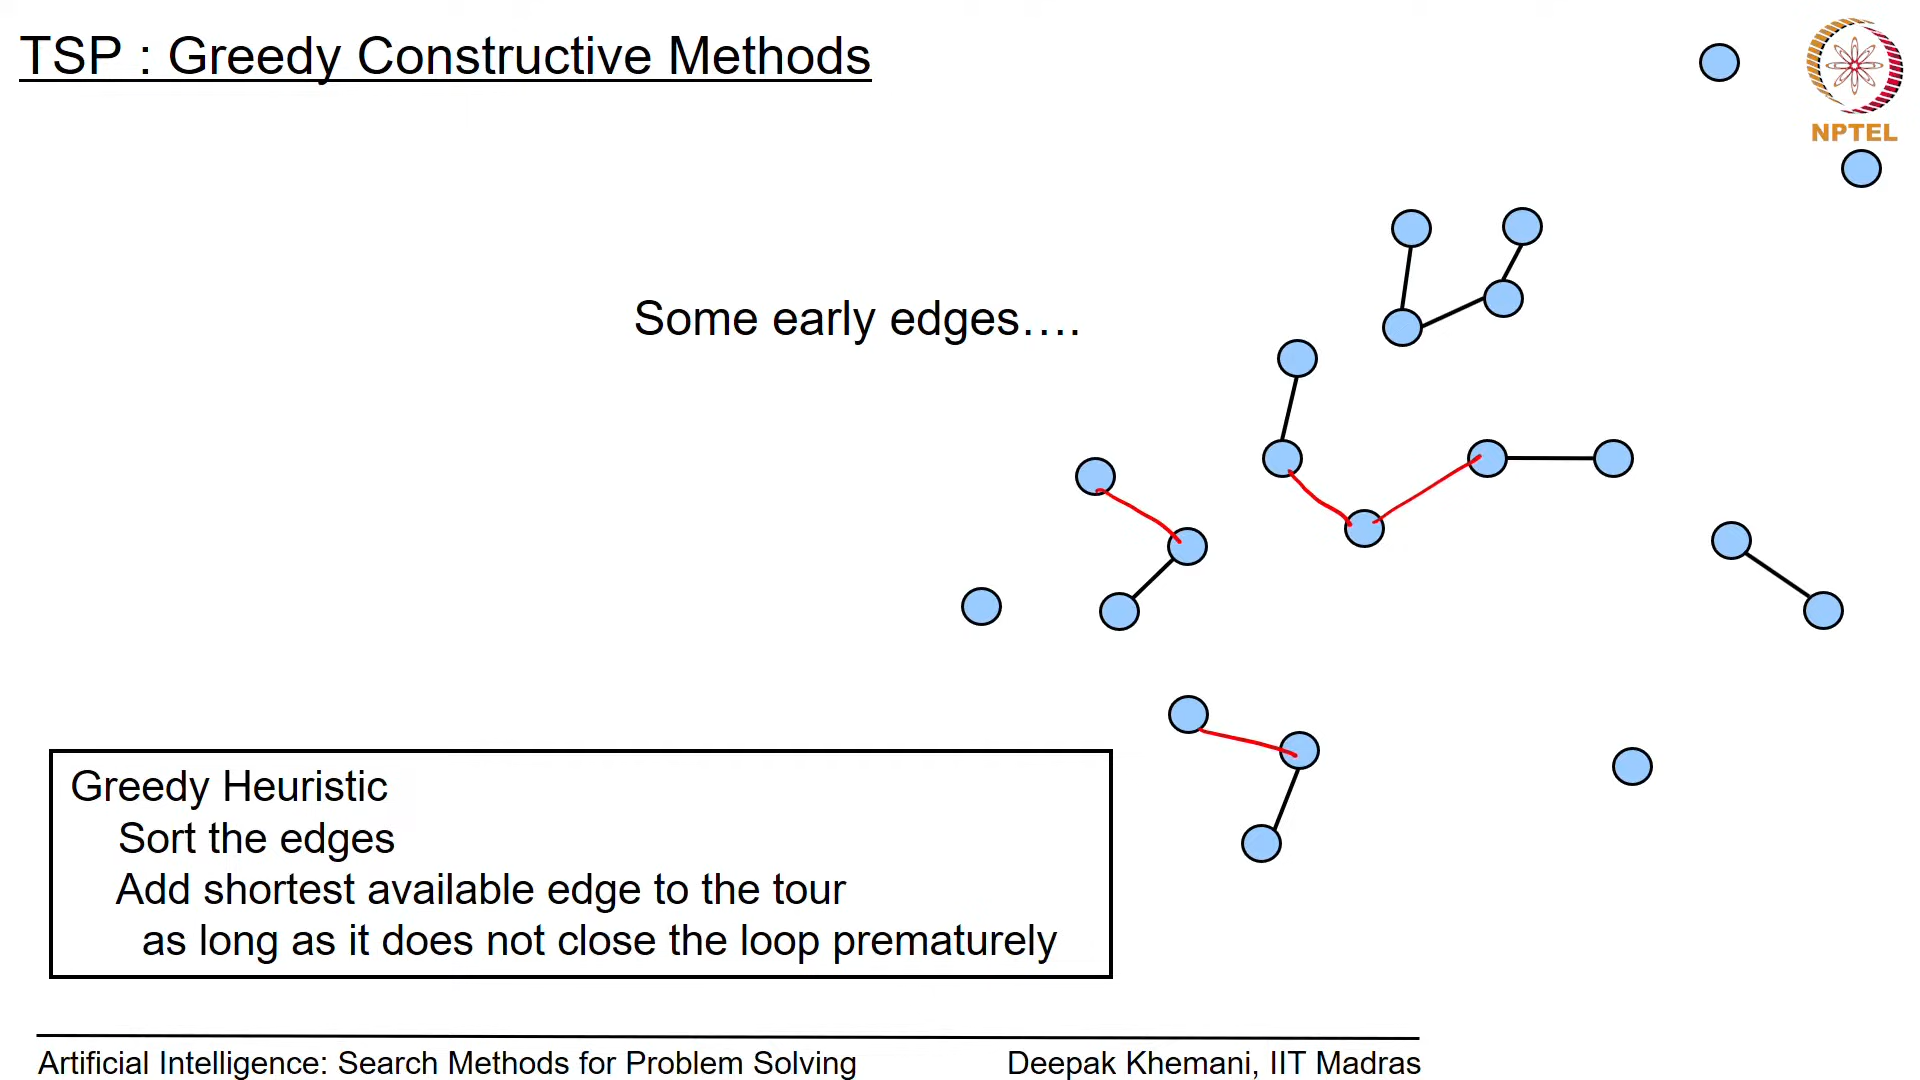 TSP : Greedy Constructive Methods
NPTEL
Some early edges….
Greedy Heuristic
Sort the edges
Add shortest available edge to the tour
as long as it does not close the loop prematurely
Artificial Intelligence: Search Methods for Problem Solving
Deepak Khemani, IIT Madras